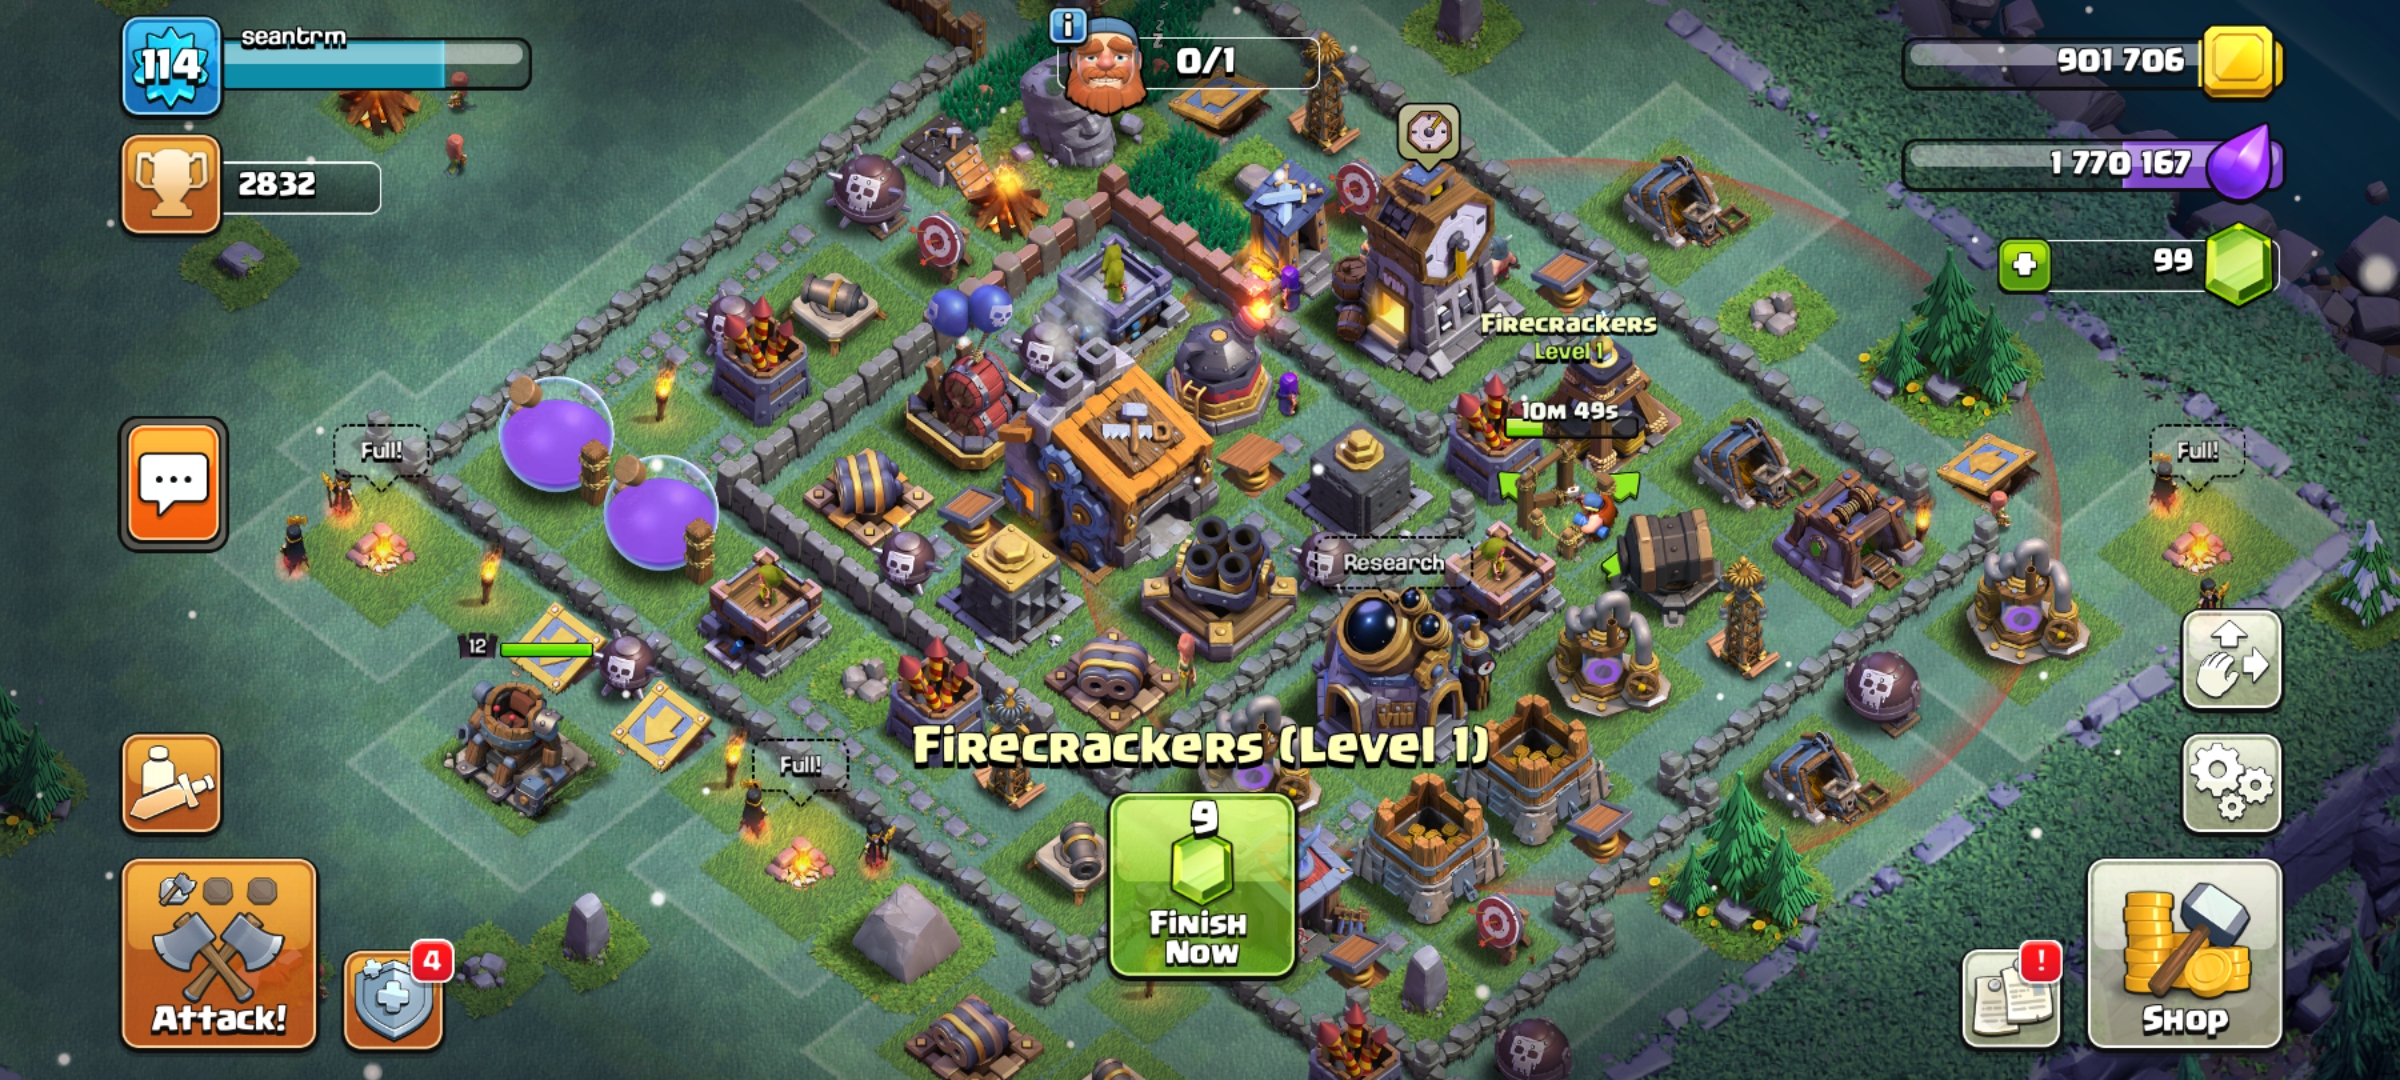 114
seantrm
i
0/1
901 706
2832
1 770 167
99
Firecrackers
Level 1
10M 49s
Full!
Full!
Research
12
VIII
Firecrackers (Level 1)
Full!
9
Finish
Now
4
Attack!
!
Shop